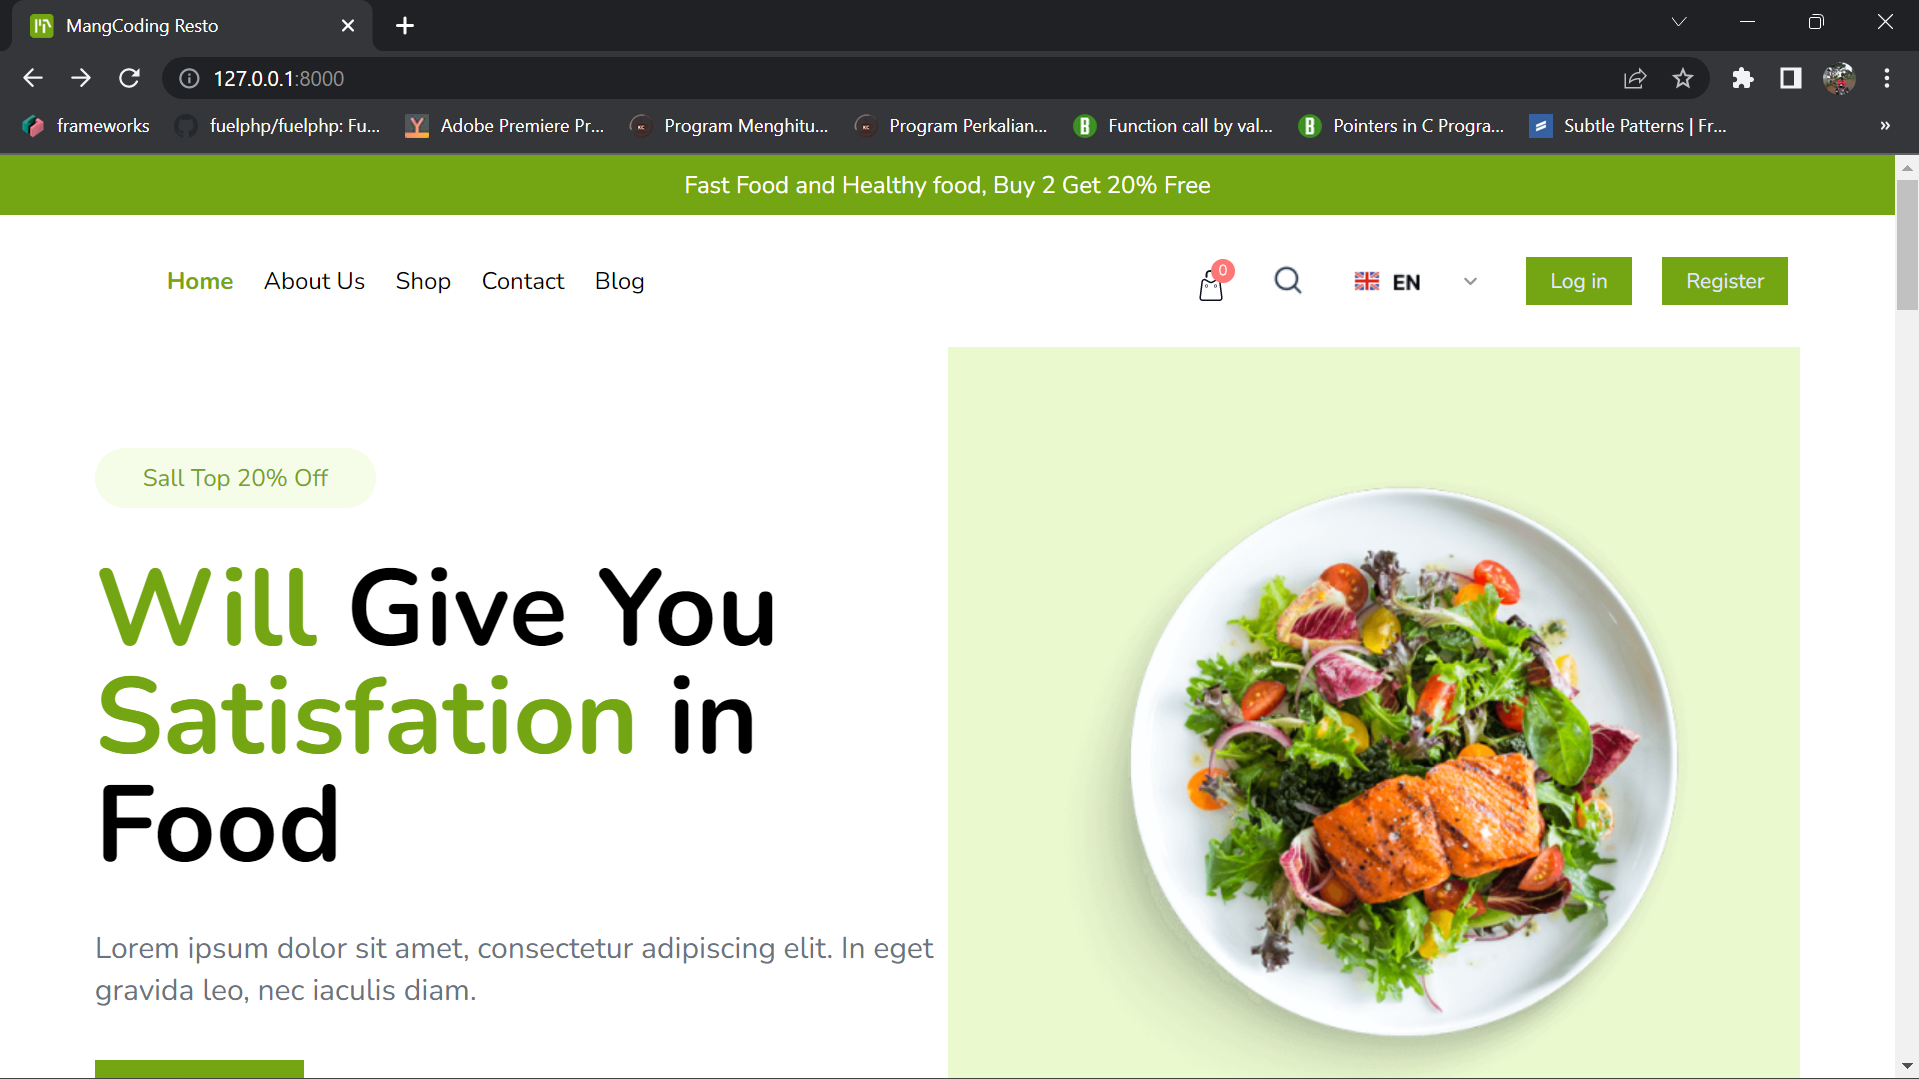 MangCoding Resto
127.0.0.1:8000
frameworks fuelphp/fuelphp: Fu... Adobe Premiere Pr... Program Menghitu... Program Perkalian... Function call by val... Pointers in C Progra... Subtle Patterns | Fr...
Fast Food and Healthy food, Buy 2 Get 20% Free
Home About Us Shop Contact Blog 0 EN Log in Register
Sall Top 20% Off
Will Give You
Satisfation in
Food
Lorem ipsum dolor sit amet, consectetur adipiscing elit. In eget
gravida leo, nec iaculis diam.